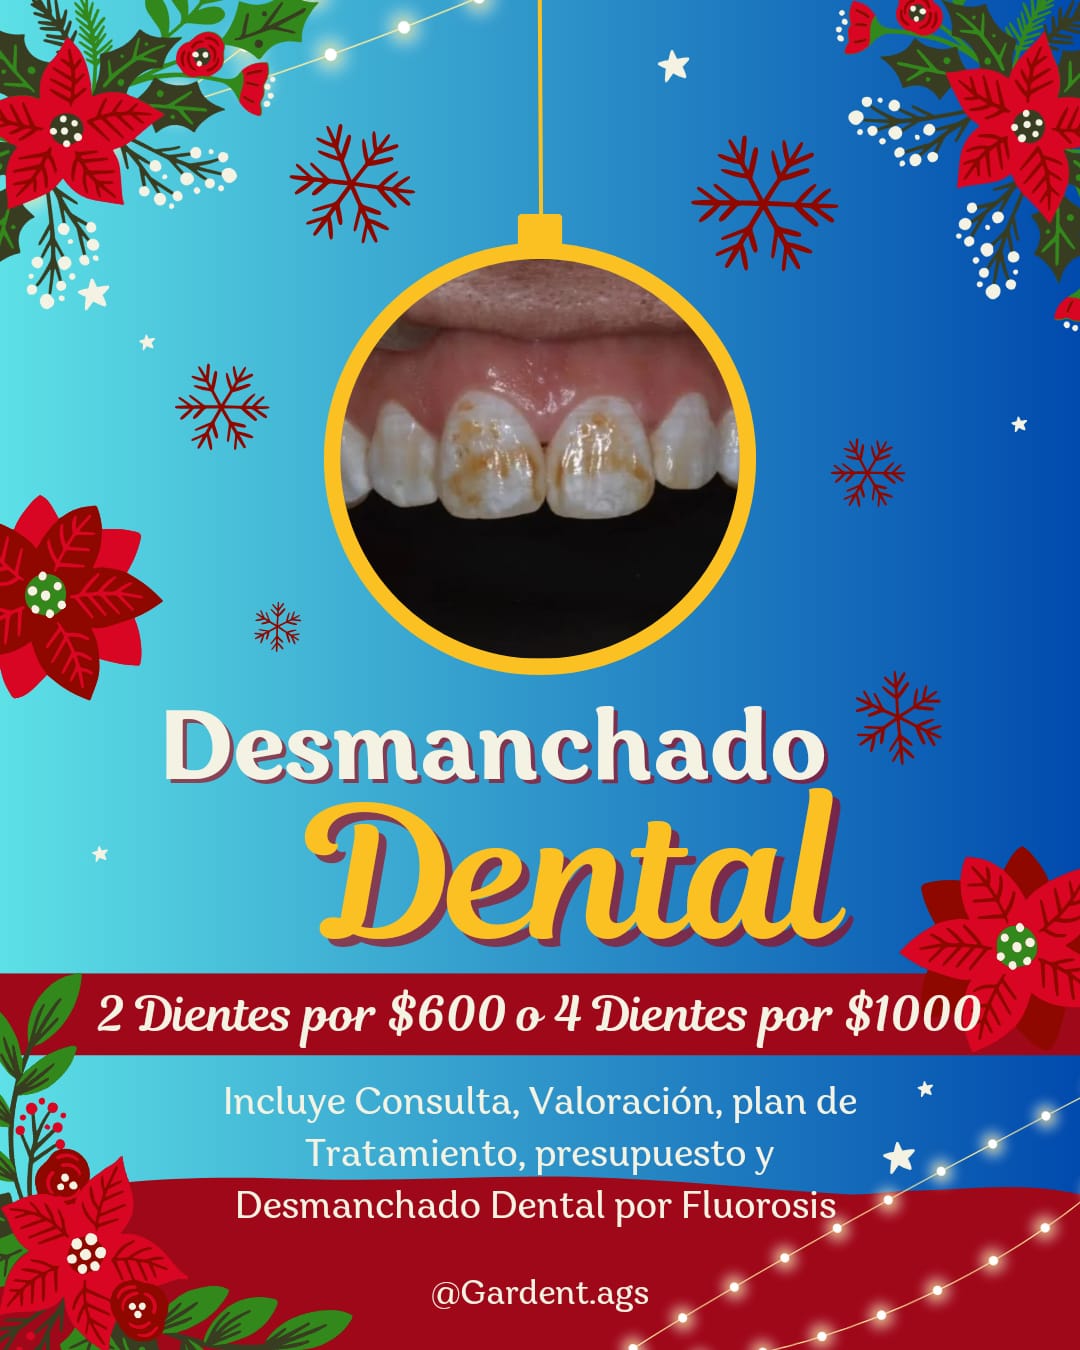 Desmanchado
Dental
2 Dientes por $600 o 4 Dientes por $1000
Incluye Consulta, Valoración, plan de
Tratamiento, presupuesto y
Desmanchado Dental por Fluorosis
@Gardent.ags